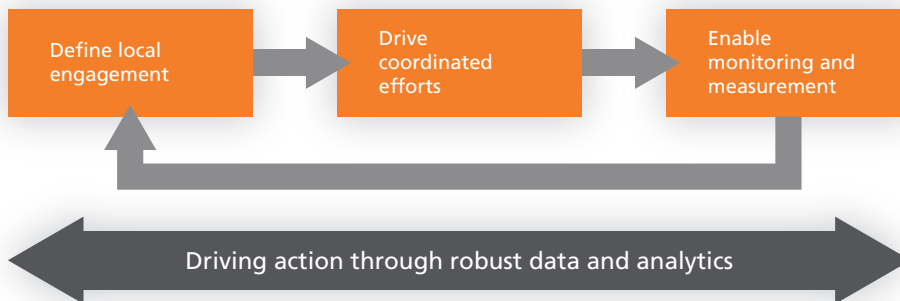 Define local
engagement
Drive
coordinated
efforts
Enable
monitoring and
measurement
Driving action through robust data and analytics